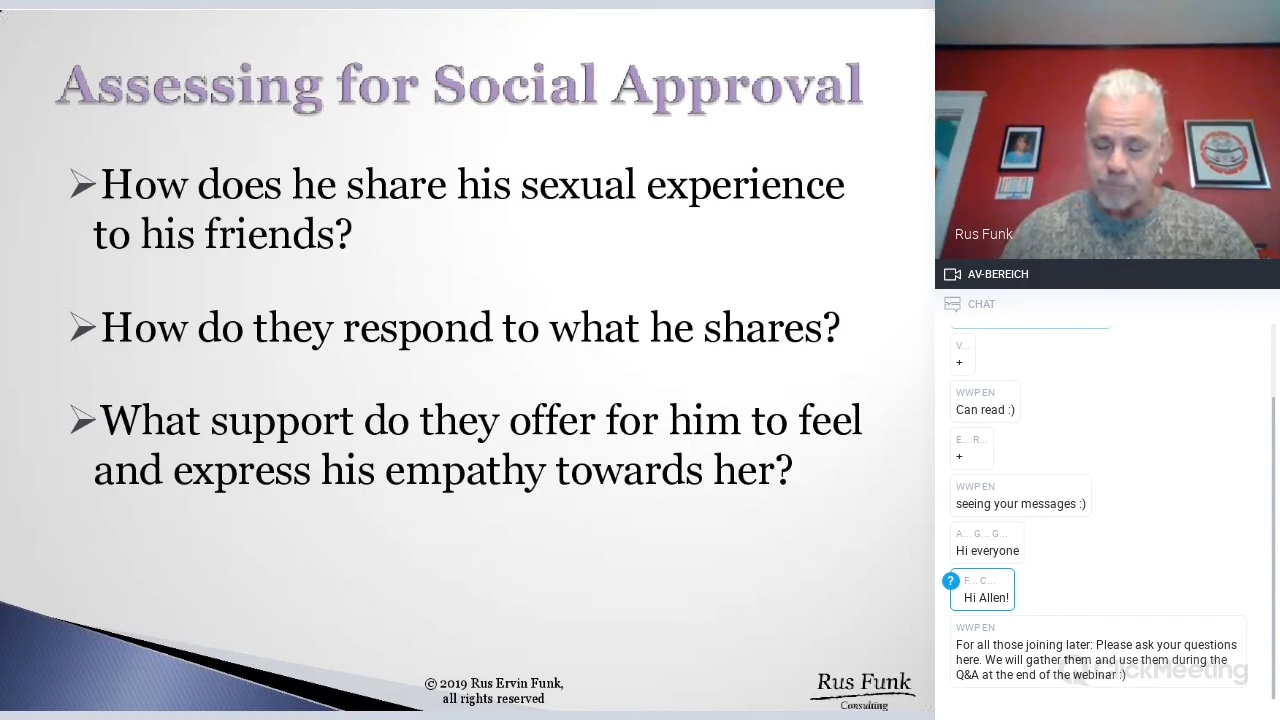 Assessing for Social Approval
How does he share his sexual experience
to his friends?
How do they respond to what he shares?
What support do they offer for him to feel
and express his empathy towards her?
© 2019 Rus Ervin Funk,
all rights reserved
Rus Funk
Consulting
Rus Funk
AV-BEREICH
CHAT
V...
+
WWP EN
Can read :)
E... R...
+
WWP EN
seeing your messages :)
A... G... G...
Hi everyone
?
F... C...
Hi Allen!
WWP EN
For all those joining later: Please ask your questions
here. We will gather them and use them during the
Q&A at the end of the webinar :)
ClickMeeting